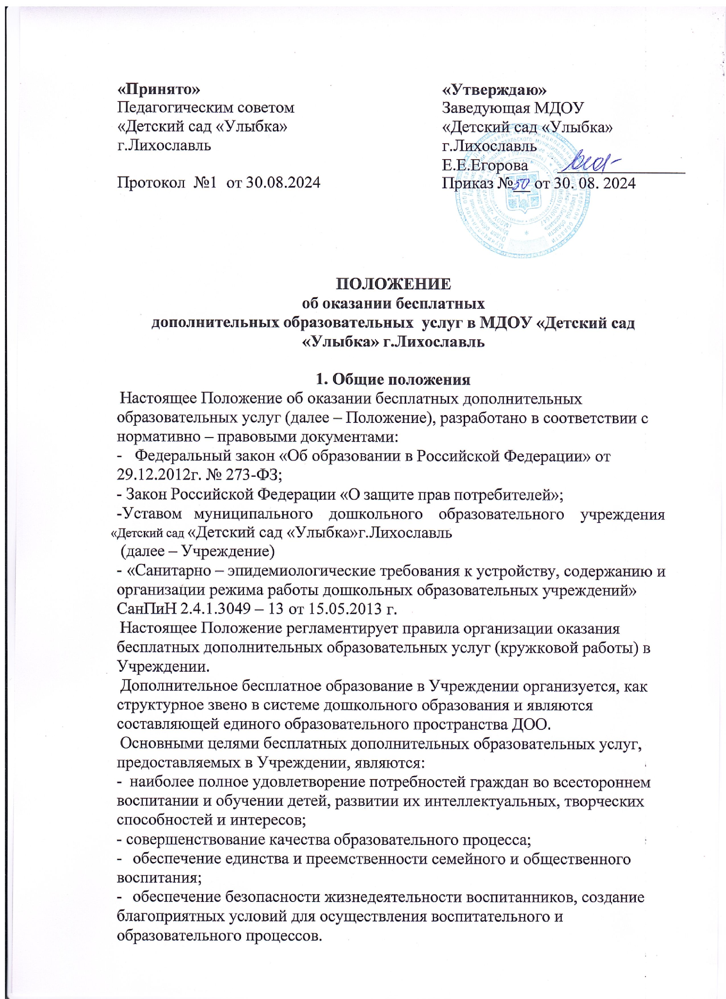 «Принято»
Педагогическим советом
«Детский сад «Улыбка»
г.Лихославль
Протокол №1 от 30.08.2024
«Утверждаю»
Заведующая МДОУ
«Детский сад «Улыбка»
г.Лихославль
Е.Е.Егорова
Приказ №50 от 30. 08. 2024
ПОЛОЖЕНИЕ
об оказании бесплатных
дополнительных образовательных услуг в МДОУ «Детский сад
«Улыбка» г.Лихославль
1. Общие положения
Настоящее Положение об оказании бесплатных дополнительных
образовательных услуг (далее – Положение), разработано в соответствии с
нормативно – правовыми документами:
- Федеральный закон «Об образовании в Российской Федерации» от
29.12.2012г. № 273-ФЗ;
- Закон Российской Федерации «О защите прав потребителей»;
-Уставом муниципального дошкольного образовательного учреждения
«Детский сад «Детский сад «Улыбка»г.Лихославль
(далее – Учреждение)
- «Санитарно – эпидемиологические требования к устройству, содержанию и
организации режима работы дошкольных образовательных учреждений»
СанПиН 2.4.1.3049 – 13 от 15.05.2013 г.
Настоящее Положение регламентирует правила организации оказания
бесплатных дополнительных образовательных услуг (кружковой работы) в
Учреждении.
Дополнительное бесплатное образование в Учреждении организуется, как
структурное звено в системе дошкольного образования и являются
составляющей единого образовательного пространства ДОО.
Основными целями бесплатных дополнительных образовательных услуг,
предоставляемых в Учреждении, являются:
- наиболее полное удовлетворение потребностей граждан во всестороннем
воспитании и обучении детей, развитии их интеллектуальных, творческих
способностей и интересов;
- совершенствование качества образовательного процесса;
- обеспечение единства и преемственности семейного и общественного
воспитания;
- обеспечение безопасности жизнедеятельности воспитанников, создание
благоприятных условий для осуществления воспитательного и
образовательного процессов.